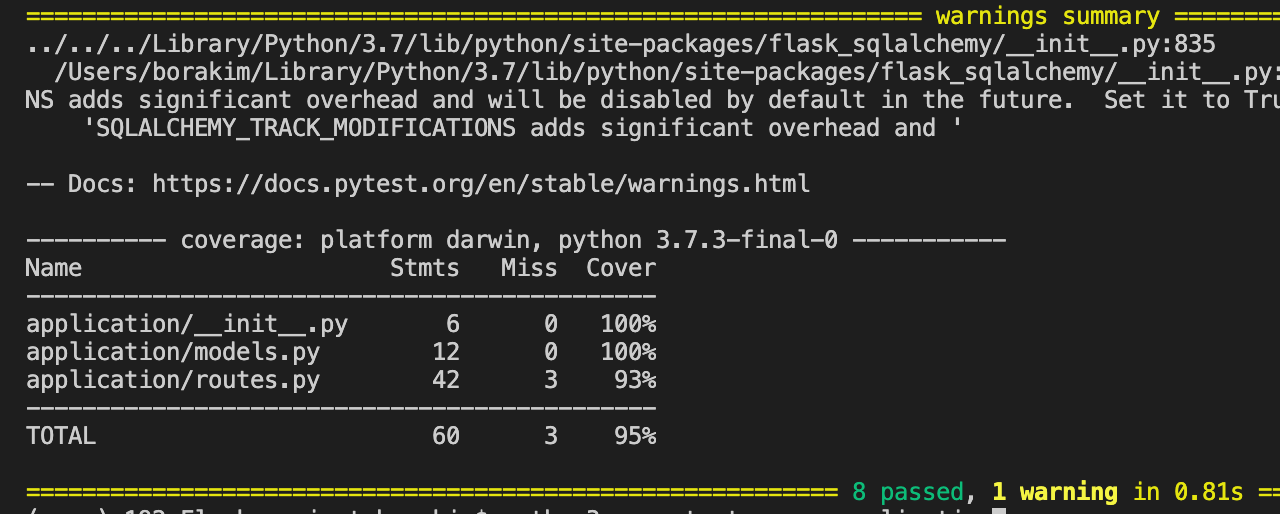 ================================================================ warnings summary ========
../../../Library/Python/3.7/lib/python/site-packages/flask_sqlalchemy/__init__.py:835
  /Users/borakim/Library/Python/3.7/lib/python/site-packages/flask_sqlalchemy/__init__.py:
NS adds significant overhead and will be disabled by default in the future.  Set it to Tru
    'SQLALCHEMY_TRACK_MODIFICATIONS adds significant overhead and '
-- Docs: https://docs.pytest.org/en/stable/warnings.html
---------- coverage: platform darwin, python 3.7.3-final-0 -----------
Name                      Stmts   Miss  Cover
---------------------------------------------
application/__init__.py       6      0   100%
application/models.py        12      0   100%
application/routes.py        42      3    93%
---------------------------------------------
TOTAL                        60      3    95%
========================================================== 8 passed, 1 warning in 0.81s ==